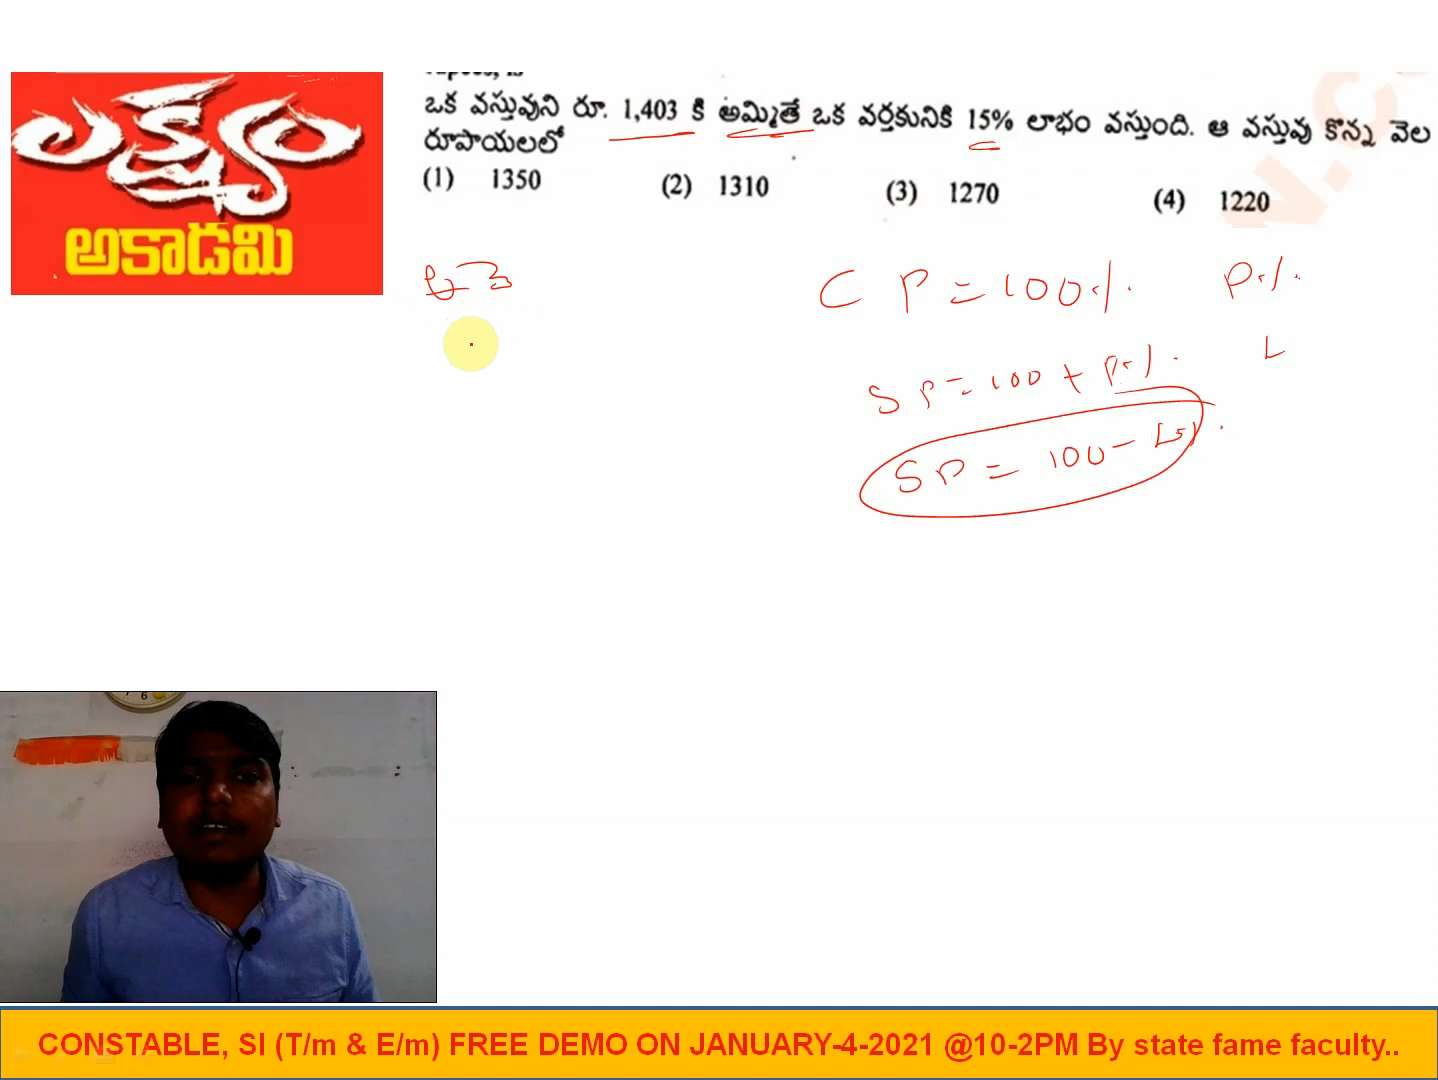 లక్ష్యం
అకాడమి
ఒక వస్తువుని రూ. 1,403 కి అమ్మితే ఒక వర్తకునికి 15% లాభం వస్తుంది. ఆ వస్తువు కొన్న వెల
రూపాయలలో
(1) 1350 (2) 1310 (3) 1270 (4) 1220
CP = 100% P%
SP = 100 + P% L
SP = 100 -
CONSTABLE, SI (T/m & E/m) FREE DEMO ON JANUARY-4-2021 @10-2PM By state fame faculty..